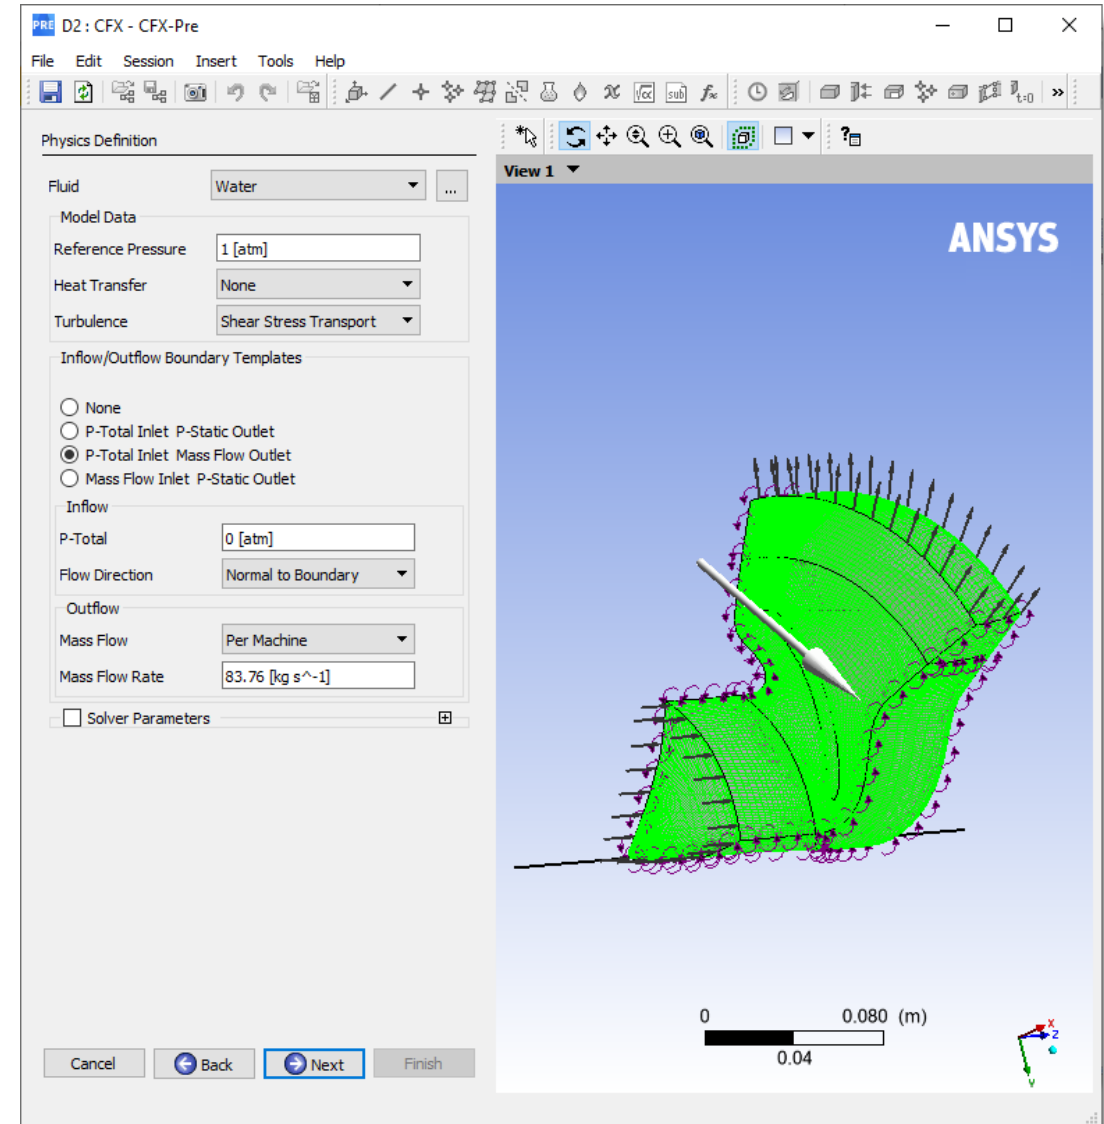 PRE D2 : CFX - CFX-Pre
File Edit Session Insert Tools Help
√α sub f∞ t=0 »
Physics Definition
Fluid Water ...
Model Data
Reference Pressure 1 [atm]
Heat Transfer None
Turbulence Shear Stress Transport
Inflow/Outflow Boundary Templates
None
P-Total Inlet P-Static Outlet
P-Total Inlet Mass Flow Outlet
Mass Flow Inlet P-Static Outlet
Inflow
P-Total 0 [atm]
Flow Direction Normal to Boundary
Outflow
Mass Flow Per Machine
Mass Flow Rate 83.76 [kg s^-1]
Solver Parameters
Cancel Back Next Finish
View 1
ANSYS
0 0.080 (m)
0.04
X
Z
Y